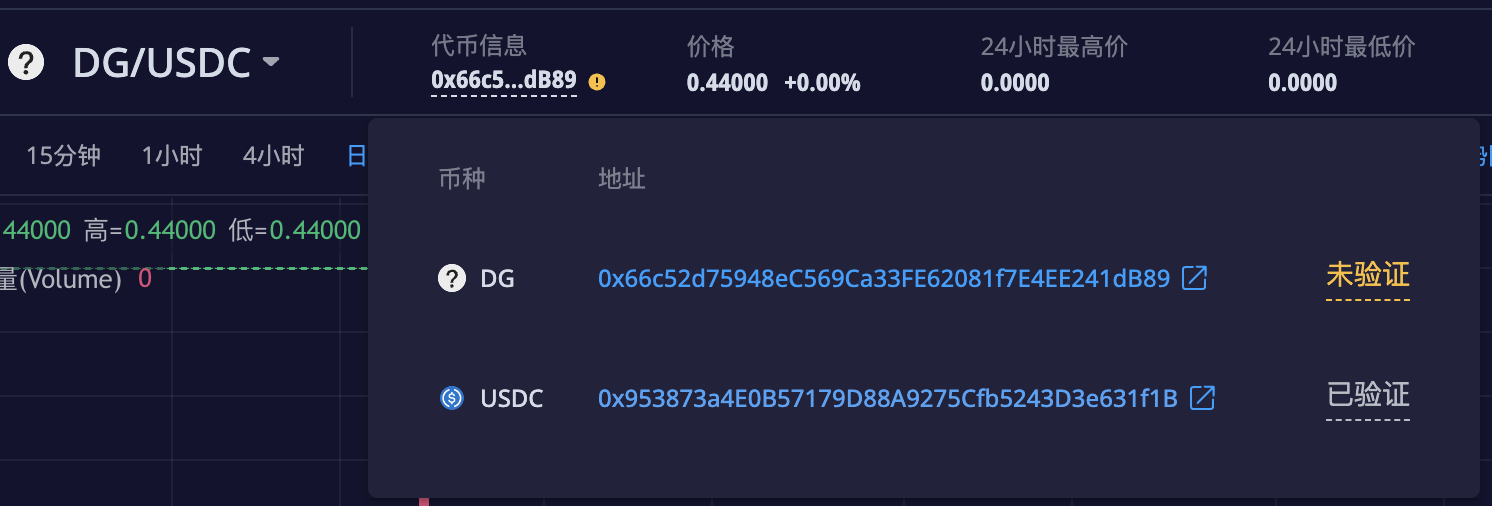 DG/USDC
代币信息
0x66c5...dB89
价格
0.44000 +0.00%
24小时最高价
0.0000
24小时最低价
0.0000
15分钟 1小时 4小时 日
44000 高=0.44000 低=0.44000
量(Volume) 0
币种 地址
DG 0x66c52d75948eC569Ca33FE62081f7E4EE241dB89 未验证
USDC 0x953873a4E0B57179D88A9275Cfb5243D3e631f1B 已验证